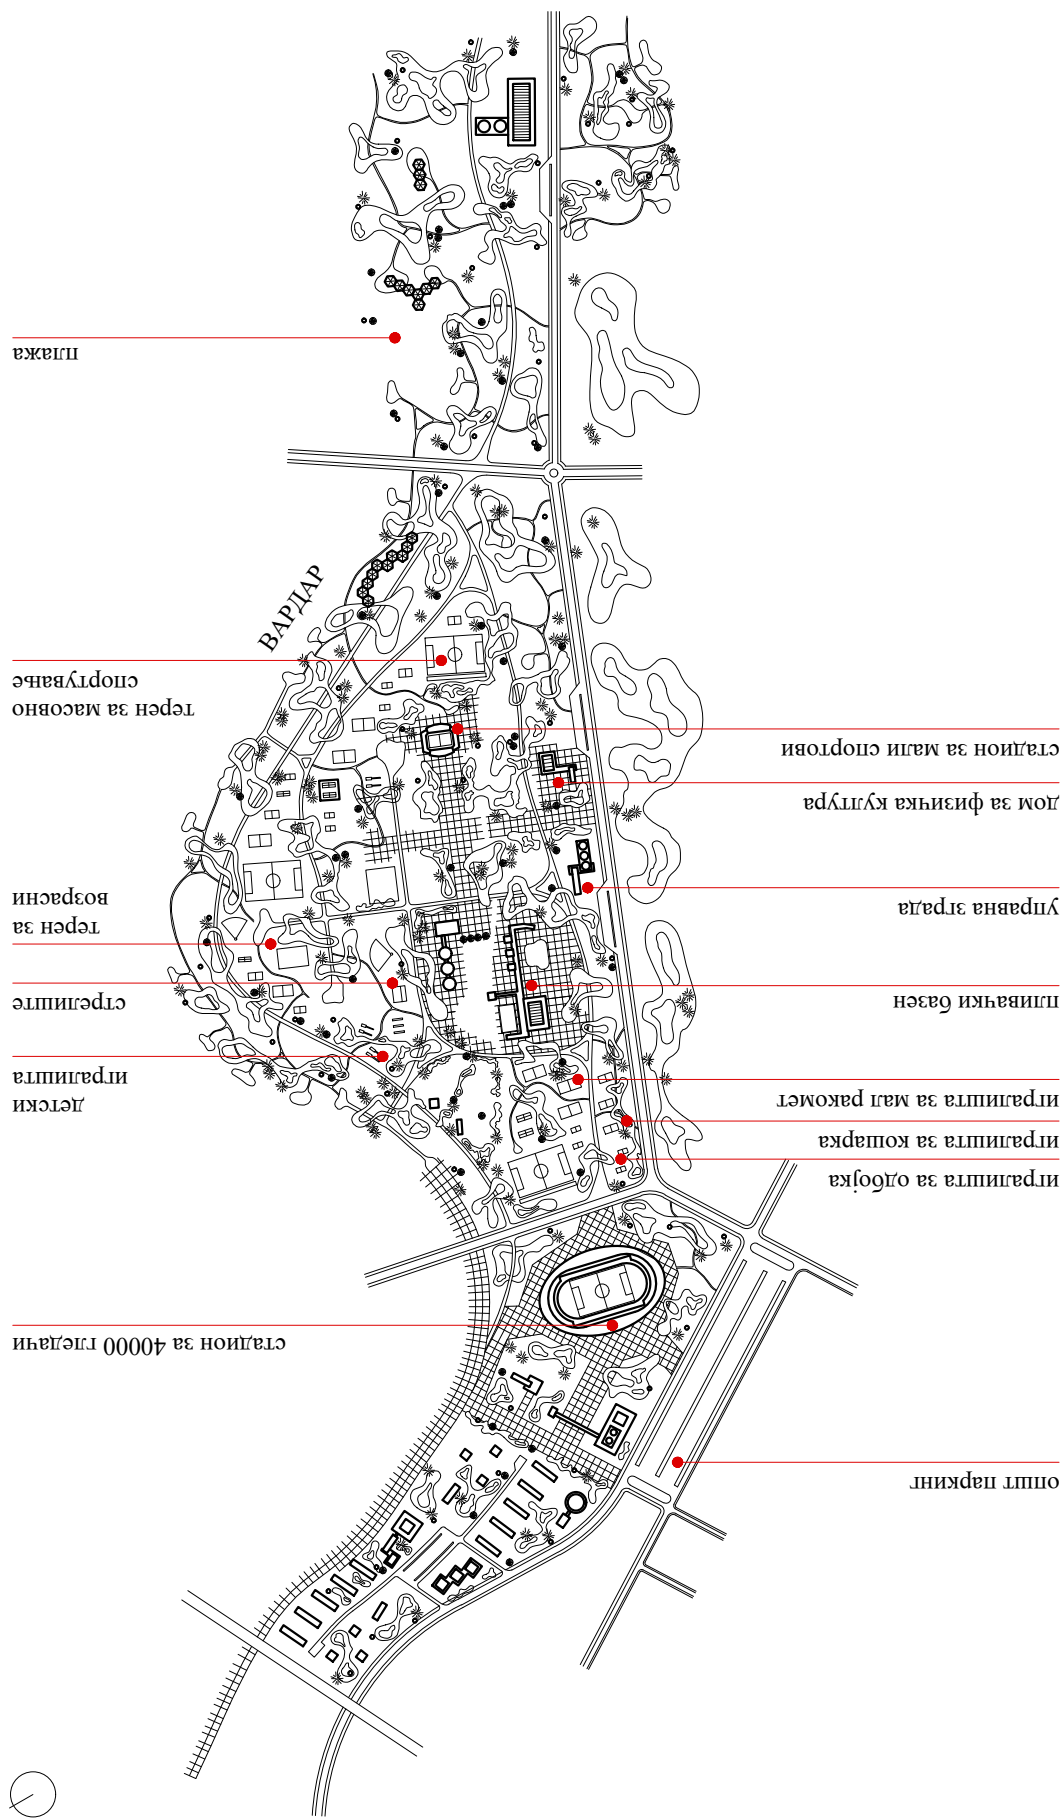 општ паркинг
стадион за 40000 гледачи
игралишта за одбојка
игралишта за кошарка
игралишта за мал ракомет
детски
игралишта
пливачки базен
стрелиште
терен за
возрасни
управна зграда
дом за физичка култура
стадион за мали спортови
терен за масовно
спортување
ВАРДАР
плажа